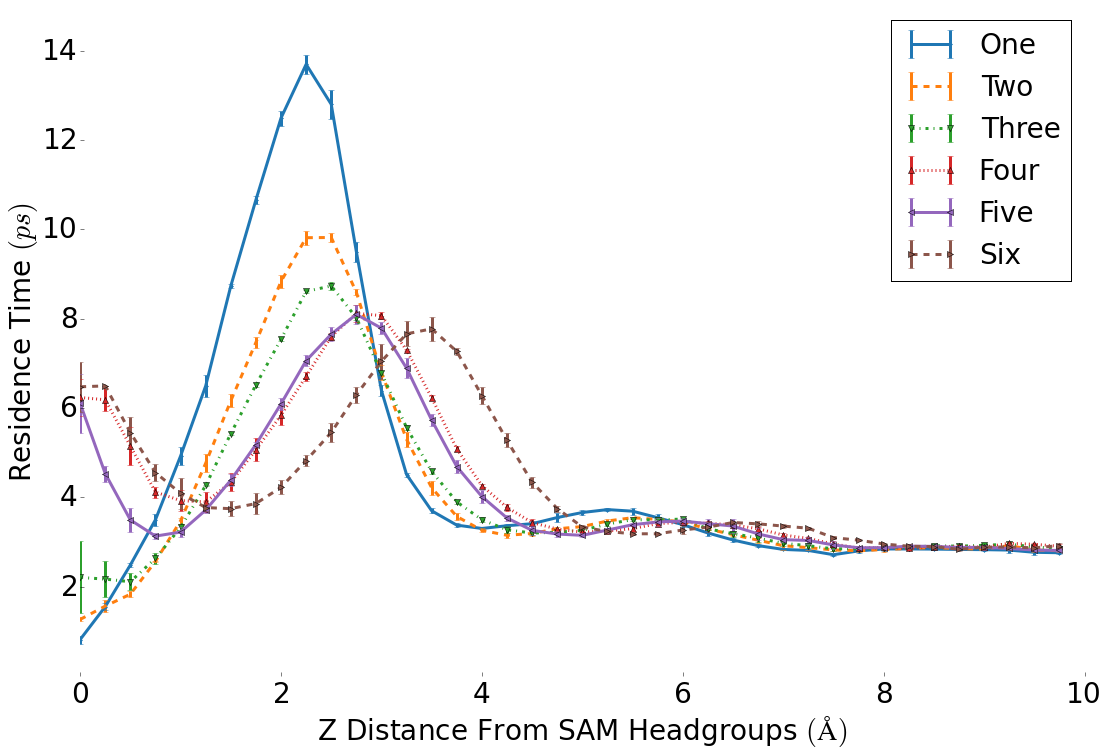 14
12
10
8
6
4
2
0 2 4 6 8 10
Residence Time (ps)
Z Distance From SAM Headgroups (Å)
One
Two
Three
Four
Five
Six